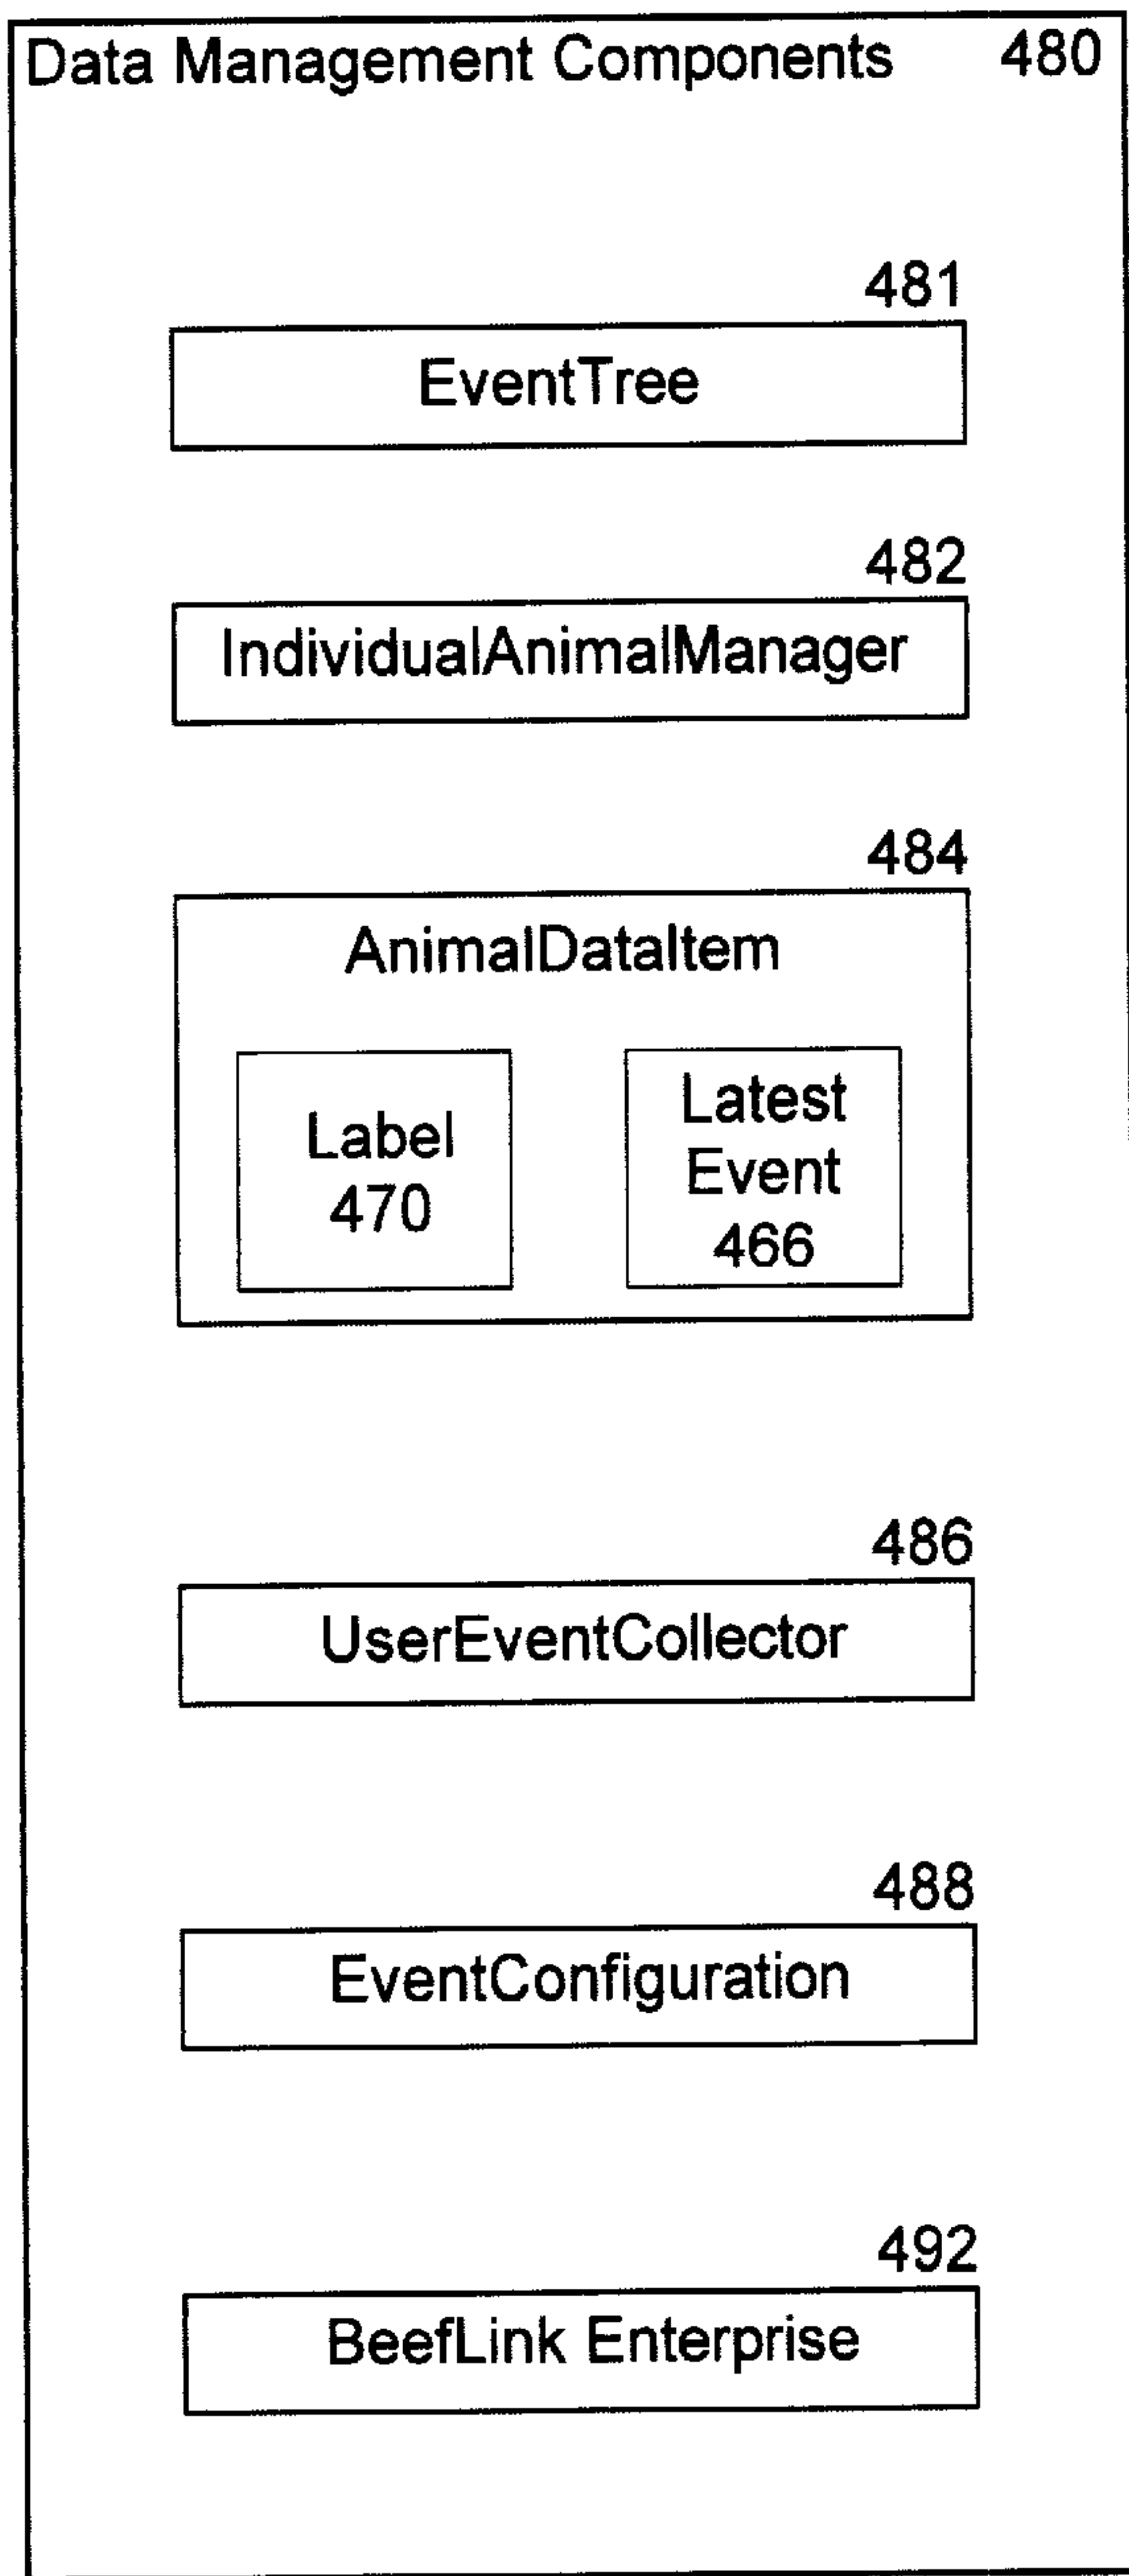 Data Management Components 480
481
EventTree
482
IndividualAnimalManager
484
AnimalDataItem
Label
470
Latest
Event
466
486
UserEventCollector
488
EventConfiguration
492
BeefLink Enterprise